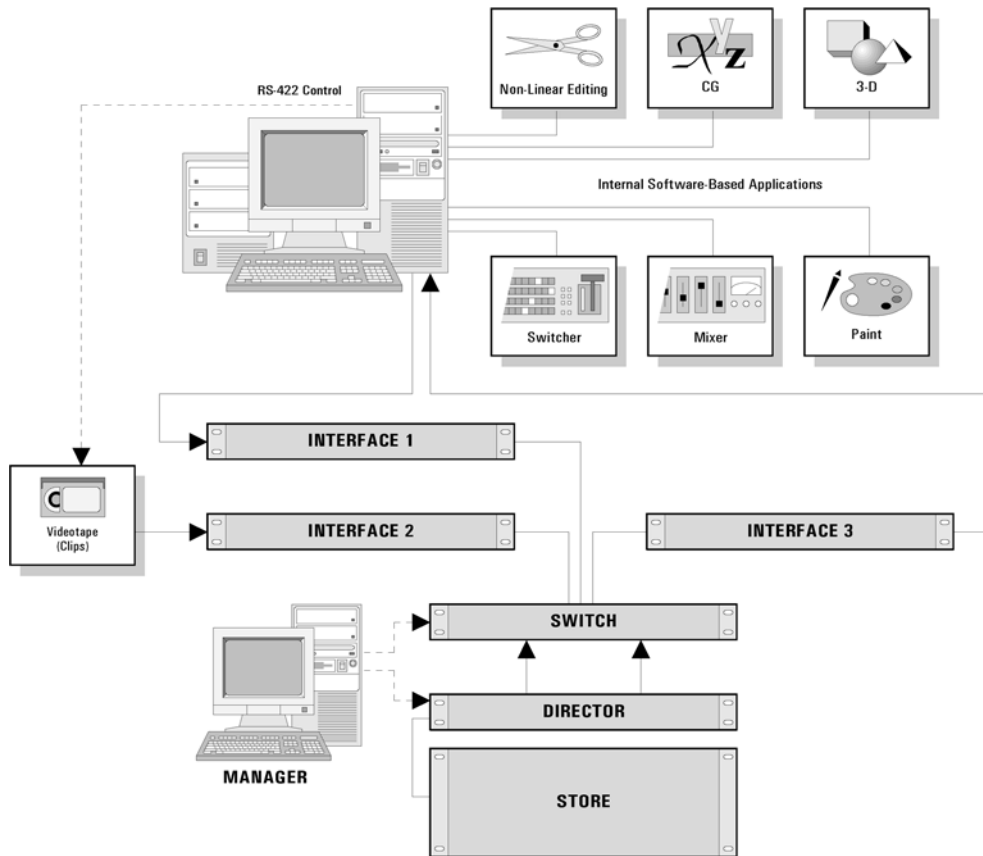 Non-Linear Editing
CG
3-D
RS-422 Control
Internal Software-Based Applications
Switcher
Mixer
Paint
INTERFACE 1
Videotape
(Clips)
INTERFACE 2
INTERFACE 3
SWITCH
DIRECTOR
MANAGER
STORE